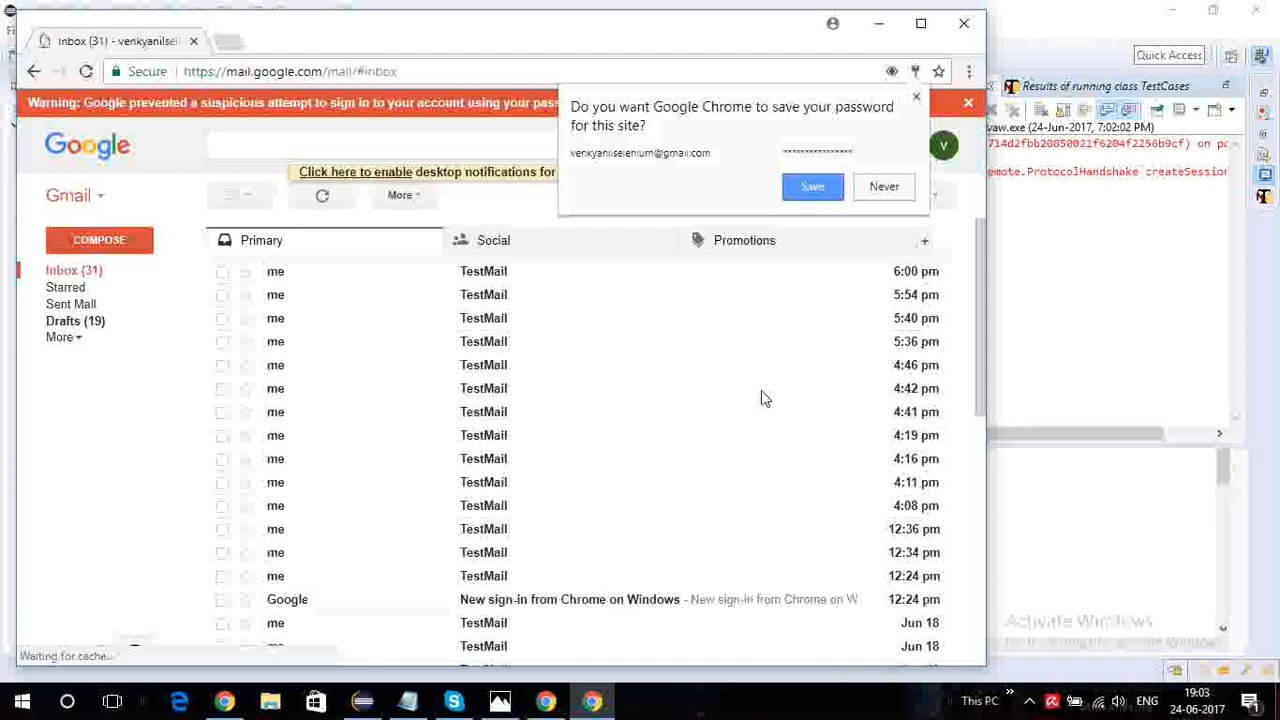 Inbox (31) - venkyanilsel
Secure
https://mail.google.com/mail/#inbox
Quick Access
Results of running class TestCases
Warning: Google prevented a suspicious attempt to sign in to your account using your pass
Do you want Google Chrome to save your password
for this site?
venkyanilselenium@gmail.com
****************
Save
Never
yaw.exe (24-Jun-2017, 7:02:02 PM)
714d2fbb20850021f6204f2256b9cf) on po
emote.ProtocolHandshake createSession
Google
V
Click here to enable desktop notifications for
Gmail
More
COMPOSE
Primary
Social
Promotions
+
Inbox (31)
Starred
Sent Mail
Drafts (19)
More
me TestMail 6:00 pm
me TestMail 5:54 pm
me TestMail 5:40 pm
me TestMail 5:36 pm
me TestMail 4:46 pm
me TestMail 4:42 pm
me TestMail 4:41 pm
me TestMail 4:19 pm
me TestMail 4:16 pm
me TestMail 4:11 pm
me TestMail 4:08 pm
me TestMail 12:36 pm
me TestMail 12:34 pm
me TestMail 12:24 pm
Google New sign-in from Chrome on Windows - New sign-in from Chrome on W 12:24 pm
me TestMail Jun 18
me TestMail Jun 18
Activate Windows
Waiting for cache...
This PC
ENG
19:03
24-06-2017